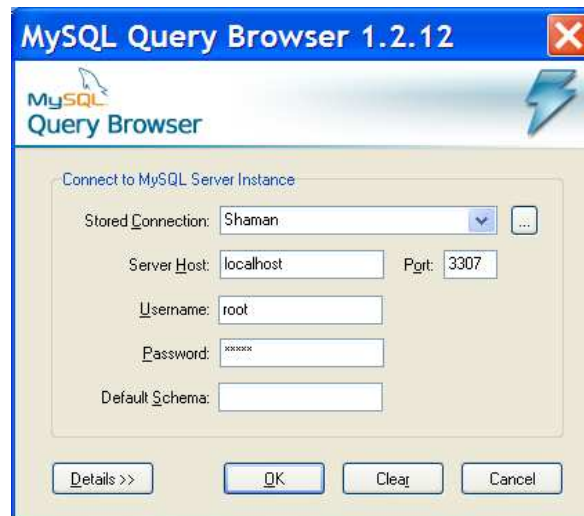 MySQL Query Browser 1.2.12
MySQL
Query Browser
Connect to MySQL Server Instance
Stored Connection: Shaman ...
Server Host: localhost Port: 3307
Username: root
Password: *****
Default Schema:
Details >> OK Clear Cancel